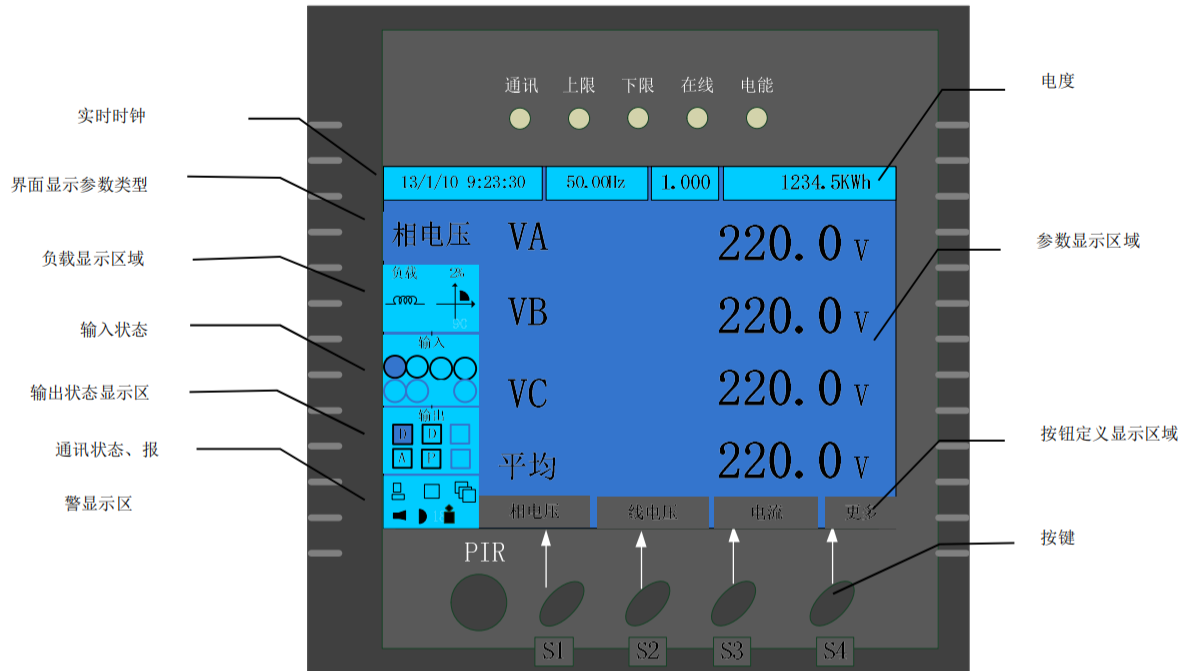 通讯 上限 下限 在线 电能
电度
实时时钟
界面显示参数类型
13/1/10 9:23:30 50.00Hz 1.000 1234.5KWh
相电压 VA 220.0 V
参数显示区域
负载显示区域
负载 2%
VB 220.0 V
输入状态
输入
VC 220.0 V
输出状态显示区
输出
D D
A P
按钮定义显示区域
通讯状态、报
警显示区
平均 220.0 V
相电压 线电压 电流 更多
按键
PIR
S1 S2 S3 S4